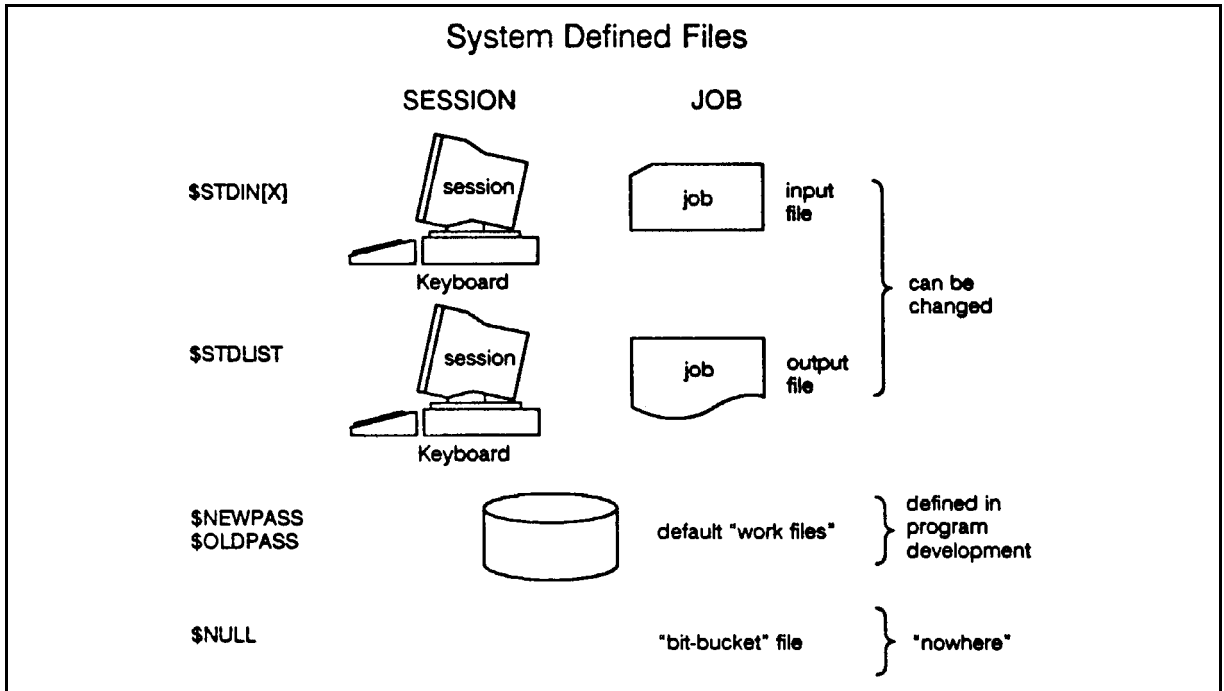 System Defined Files
SESSION JOB
$STDIN[X] session job input
file
Keyboard
can be
changed
$STDLIST session job output
file
Keyboard
$NEWPASS
$OLDPASS
default "work files"
defined in
program
development
$NULL "bit-bucket" file "nowhere"